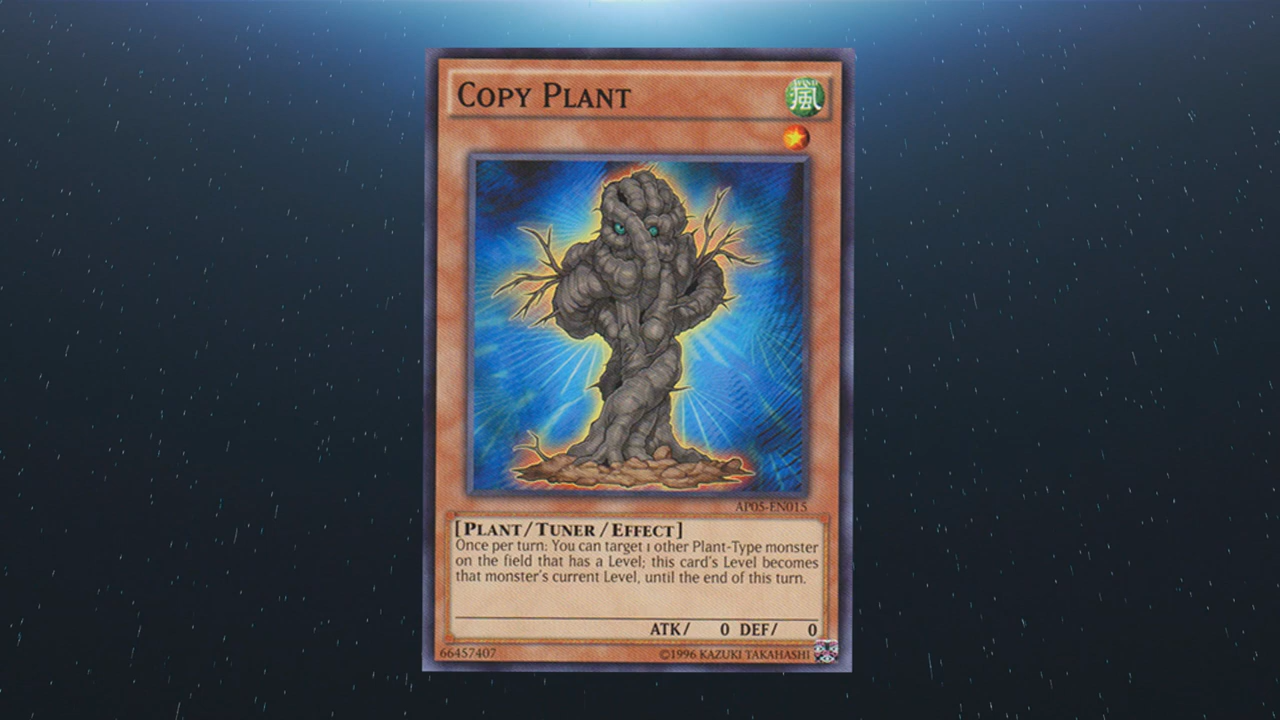 COPY PLANT
WIND
風
AP05-EN015
[PLANT/TUNER/EFFECT]
Once per turn: You can target 1 other Plant-Type monster
on the field that has a Level; this card's Level becomes
that monster's current Level, until the end of this turn.
ATK/ 0 DEF/ 0
66457407
©1996 KAZUKI TAKAHASHI